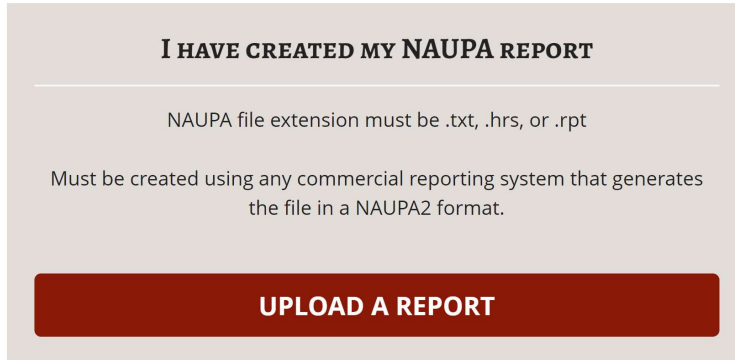 I HAVE CREATED MY NAUPA REPORT
NAUPA file extension must be .txt, .hrs, or .rpt
Must be created using any commercial reporting system that generates
the file in a NAUPA2 format.
UPLOAD A REPORT